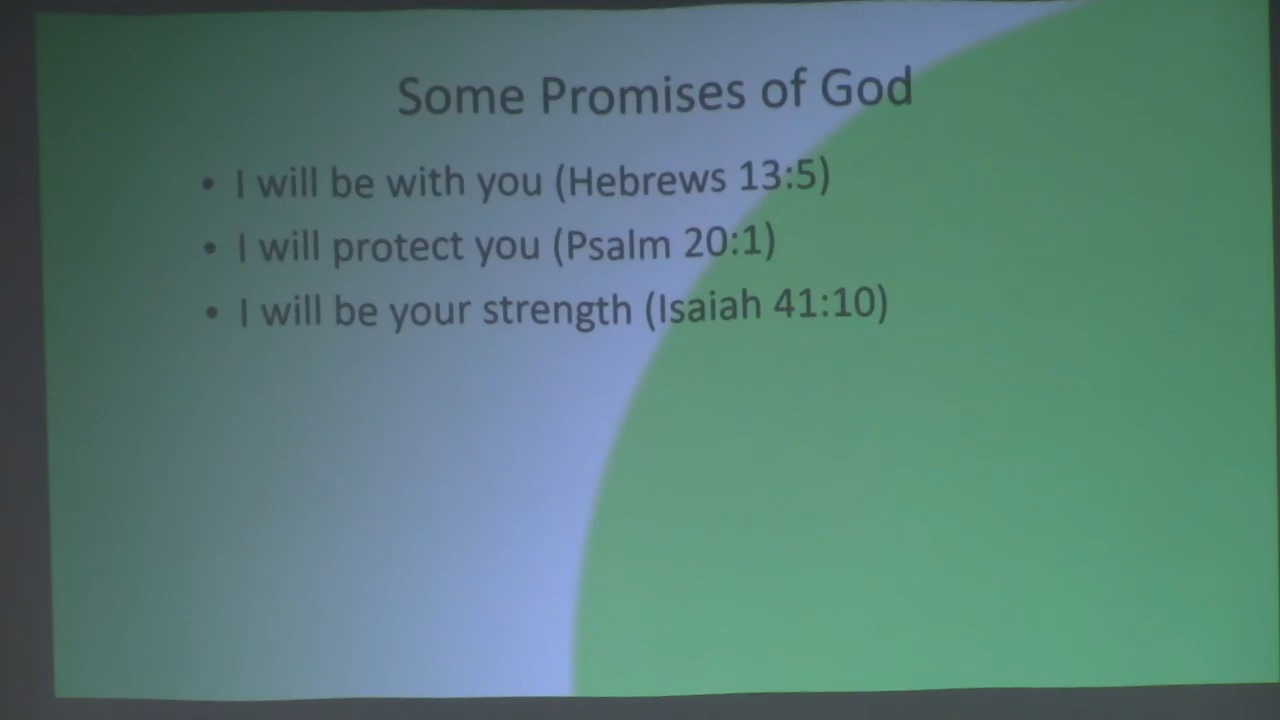 Some Promises of God
• I will be with you (Hebrews 13:5)
• I will protect you (Psalm 20:1)
• I will be your strength (Isaiah 41:10)